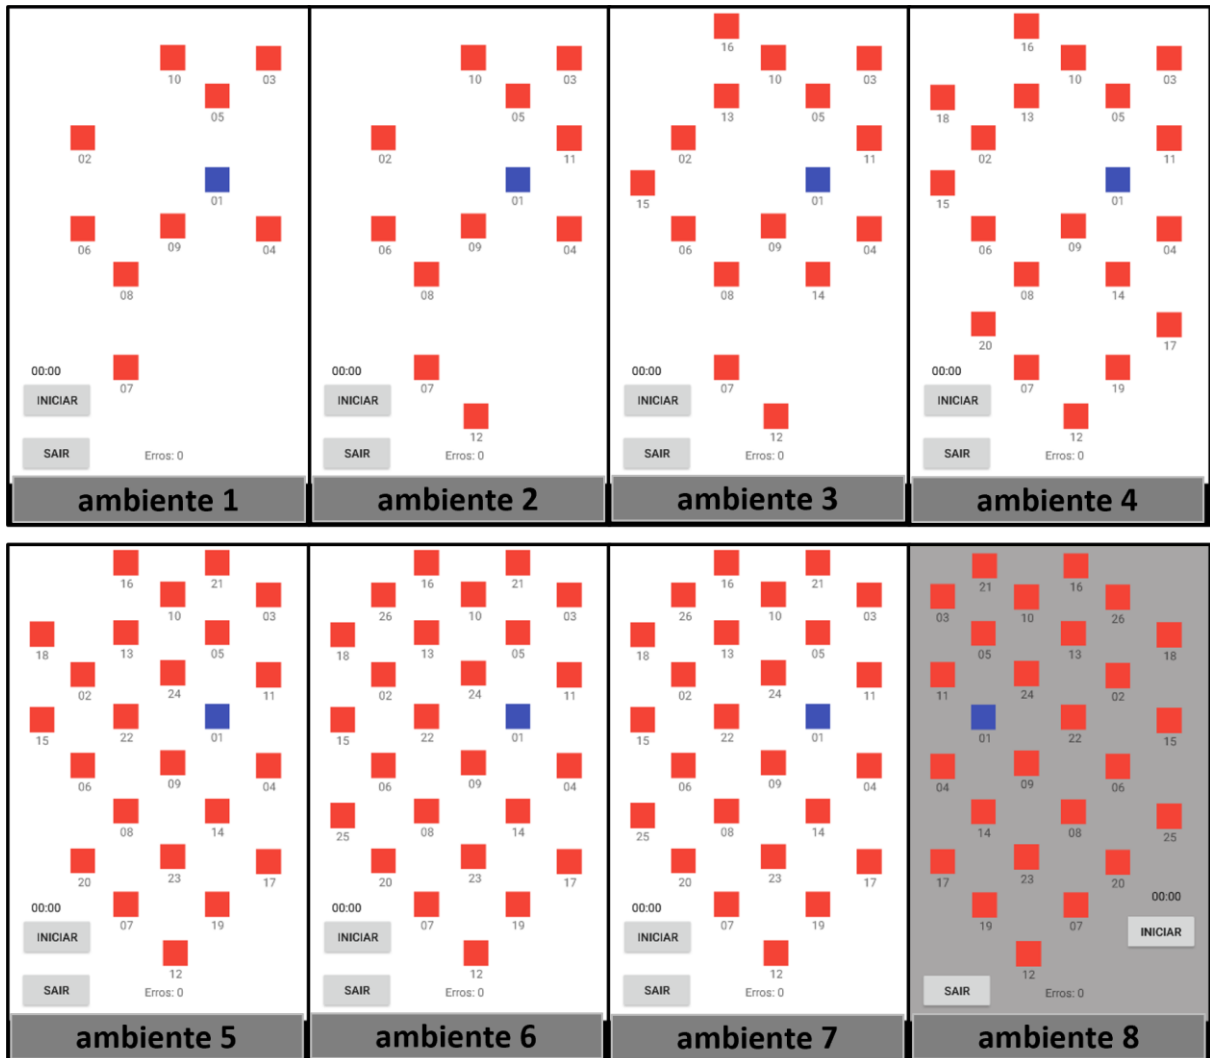 10 03
05
02
01
06 09 04
08
00:00
07
INICIAR
SAIR Erros: 0
ambiente 1
10 03
05
02 11
01
06 09 04
08
00:00
07
INICIAR
12
SAIR Erros: 0
ambiente 2
16
10 03
13 05
02 11
15 01
06 09 04
08 14
00:00
07
INICIAR
12
SAIR Erros: 0
ambiente 3
16
10 03
18 13 05
02 11
15 01
06 09 04
08 14
20 17
00:00
07 19
INICIAR
12
SAIR Erros: 0
ambiente 4
16 21
10 03
18 13 05
02 24 11
15 22 01
06 09 04
08 14
20 23 17
00:00
07 19
INICIAR
12
SAIR Erros: 0
ambiente 5
16 21
26 10 03
18 13 05
02 24 11
15 22 01
06 09 04
25 08 14
20 23 17
00:00
07 19
INICIAR
12
SAIR Erros: 0
ambiente 6
16 21
26 10 03
18 13 05
02 24 11
15 22 01
06 09 04
25 08 14
20 23 17
00:00
07 19
INICIAR
12
SAIR Erros: 0
ambiente 7
21 16
03 10 26
05 13 18
11 24 02
01 22 15
04 09 06
14 08 25
17 23 20
00:00
19 07
INICIAR
12
SAIR Erros: 0
ambiente 8